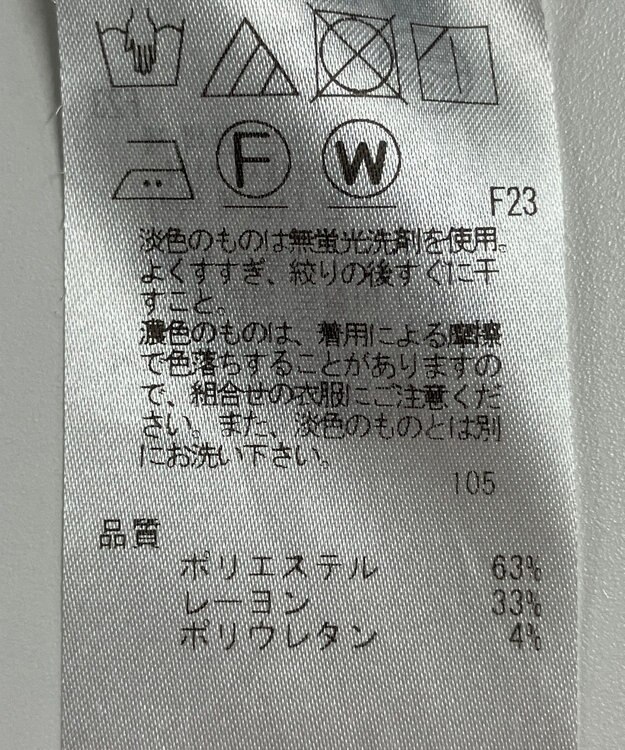 F
W
F23
淡色のものは無蛍光洗剤を使用。
よくすすぎ、絞りの後すぐに干
すこと。
濃色のものは、着用による摩擦
で色落ちすることがありますの
で、組合せの衣服にご注意くだ
さい。また、淡色のものとは別
にお洗い下さい。
105
品質
ポリエステル 63%
レーヨン 33%
ポリウレタン 4%